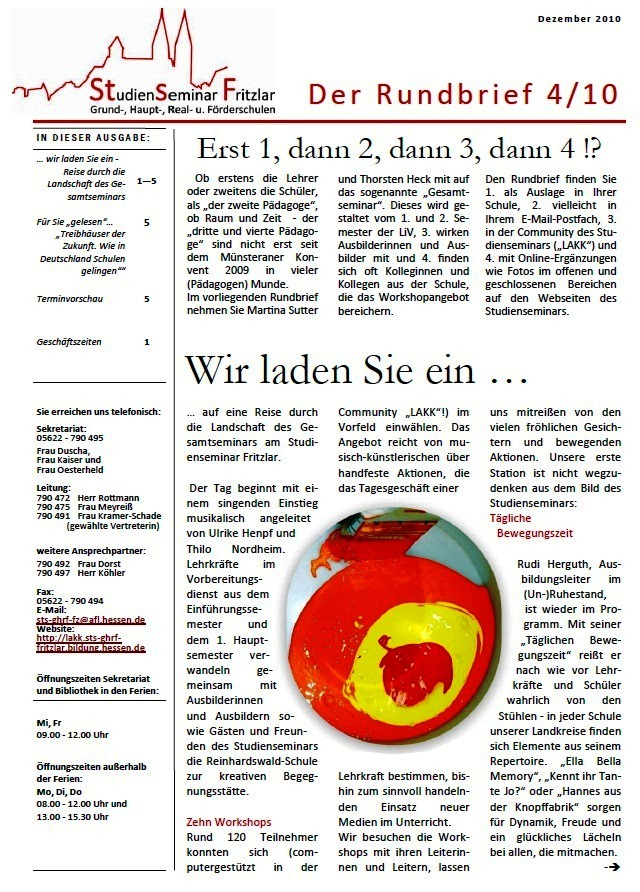 Dezember 2010
StudienSeminar Fritzlar
Grund-, Haupt-, Real- u. Förderschulen
Der Rundbrief 4/10
IN DIESER AUSGABE:
... wir laden Sie ein -
Reise durch die
Landschaft des Ge-
samtseminars
1—5
Für Sie „gelesen“...
„Treibhäuser der
Zukunft. Wie in
Deutschland Schulen
gelingen““
5
Terminvorschau 5
Geschäftszeiten 1
Sie erreichen uns telefonisch:
Sekretariat:
05622 - 790 495
Frau Duscha,
Frau Kaiser und
Frau Oesterheld
Leitung:
790 472 Herr Rottmann
790 475 Frau Meyreiß
790 491 Frau Kramer-Schade
(gewählte Vertreterin)
weitere Ansprechpartner:
790 492 Frau Dorst
790 497 Herr Köhler
Fax:
05622 - 790 494
E-Mail:
sts-ghrf-fz@afl.hessen.de
Website:
http://lakk.sts-ghrf-
fritzlar.bildung.hessen.de
Öffnungszeiten Sekretariat
und Bibliothek in den Ferien:
Mi, Fr
09.00 - 12.00 Uhr
Öffnungszeiten außerhalb
der Ferien:
Mo, Di, Do
08.00 - 12.00 Uhr und
13.00 - 15.30 Uhr
Erst 1, dann 2, dann 3, dann 4 !?
Ob erstens die Lehrer
oder zweitens die Schüler,
als „der zweite Pädagoge“,
ob Raum und Zeit - der
„dritte und vierte Pädago-
ge“ sind nicht erst seit
dem Münsteraner Kon-
vent 2009 in vieler
(Pädagogen) Munde.
Im vorliegenden Rundbrief
nehmen Sie Martina Sutter
und Thorsten Heck mit auf
das sogenannte „Gesamt-
seminar“. Dieses wird ge-
staltet vom 1. und 2. Se-
mester der LiV, 3. wirken
Ausbilderinnen und Aus-
bilder mit und 4. finden
sich oft Kolleginnen und
Kollegen aus der Schule,
die das Workshopangebot
bereichern.
Den Rundbrief finden Sie
1. als Auslage in Ihrer
Schule, 2. vielleicht in
Ihrem E-Mail-Postfach, 3.
in der Community des Stu-
dienseminars („LAKK“) und
4. mit Online-Ergänzungen
wie Fotos im offenen und
geschlossenen Bereichen
auf den Webseiten des
Studienseminars.
Wir laden Sie ein …
... auf eine Reise durch
die Landschaft des Ge-
samtseminars am Studi-
enseminar Fritzlar.
Der Tag beginnt mit ei-
nem singenden Einstieg
musikalisch angeleitet
von Ulrike Henpf und
Thilo Nordheim.
Lehrkräfte im
Vorbereitungs-
dienst aus dem
Einführungsse-
mester und
dem 1. Haupt-
semester ver-
wandeln ge-
meinsam mit
Ausbilderinnen
und Ausbildern so-
wie Gästen und Freun-
den des Studienseminars
die Reinhardswald-Schule
zur kreativen Begeg-
nungsstätte.
Zehn Workshops
Rund 120 Teilnehmer
konnten sich (com-
putergestützt in der
Community „LAKK“!) im
Vorfeld einwählen. Das
Angebot reicht von mu-
sisch-künstlerischen über
handfeste Aktionen, die
das Tagesgeschäft einer
Lehrkraft bestimmen, bis-
hin zum sinnvoll handeln-
den Einsatz neuer
Medien im Unterricht.
Wir besuchen die Work-
shops mit ihren Leiterin-
nen und Leitern, lassen
uns mitreißen von den
vielen fröhlichen Gesich-
tern und bewegenden
Aktionen. Unsere erste
Station ist nicht wegzu-
denken aus dem Bild des
Studienseminars:
Tägliche
Bewegungszeit
Rudi Herguth, Aus-
bildungsleiter im
(Un-)Ruhestand,
ist wieder im Pro-
gramm. Mit seiner
„Täglichen Bewe-
gungszeit“ reißt er
nach wie vor Lehr-
kräfte und Schüler
wahrlich von den
Stühlen - in jeder Schule
unserer Landkreise finden
sich Elemente aus seinem
Repertoire. „Ella Bella
Memory“, „Kennt ihr Tan-
te Jo?“ oder „Hannes aus
der Knopffabrik“ sorgen
für Dynamik, Freude und
ein glückliches Lächeln
bei allen, die mitmachen.
-→